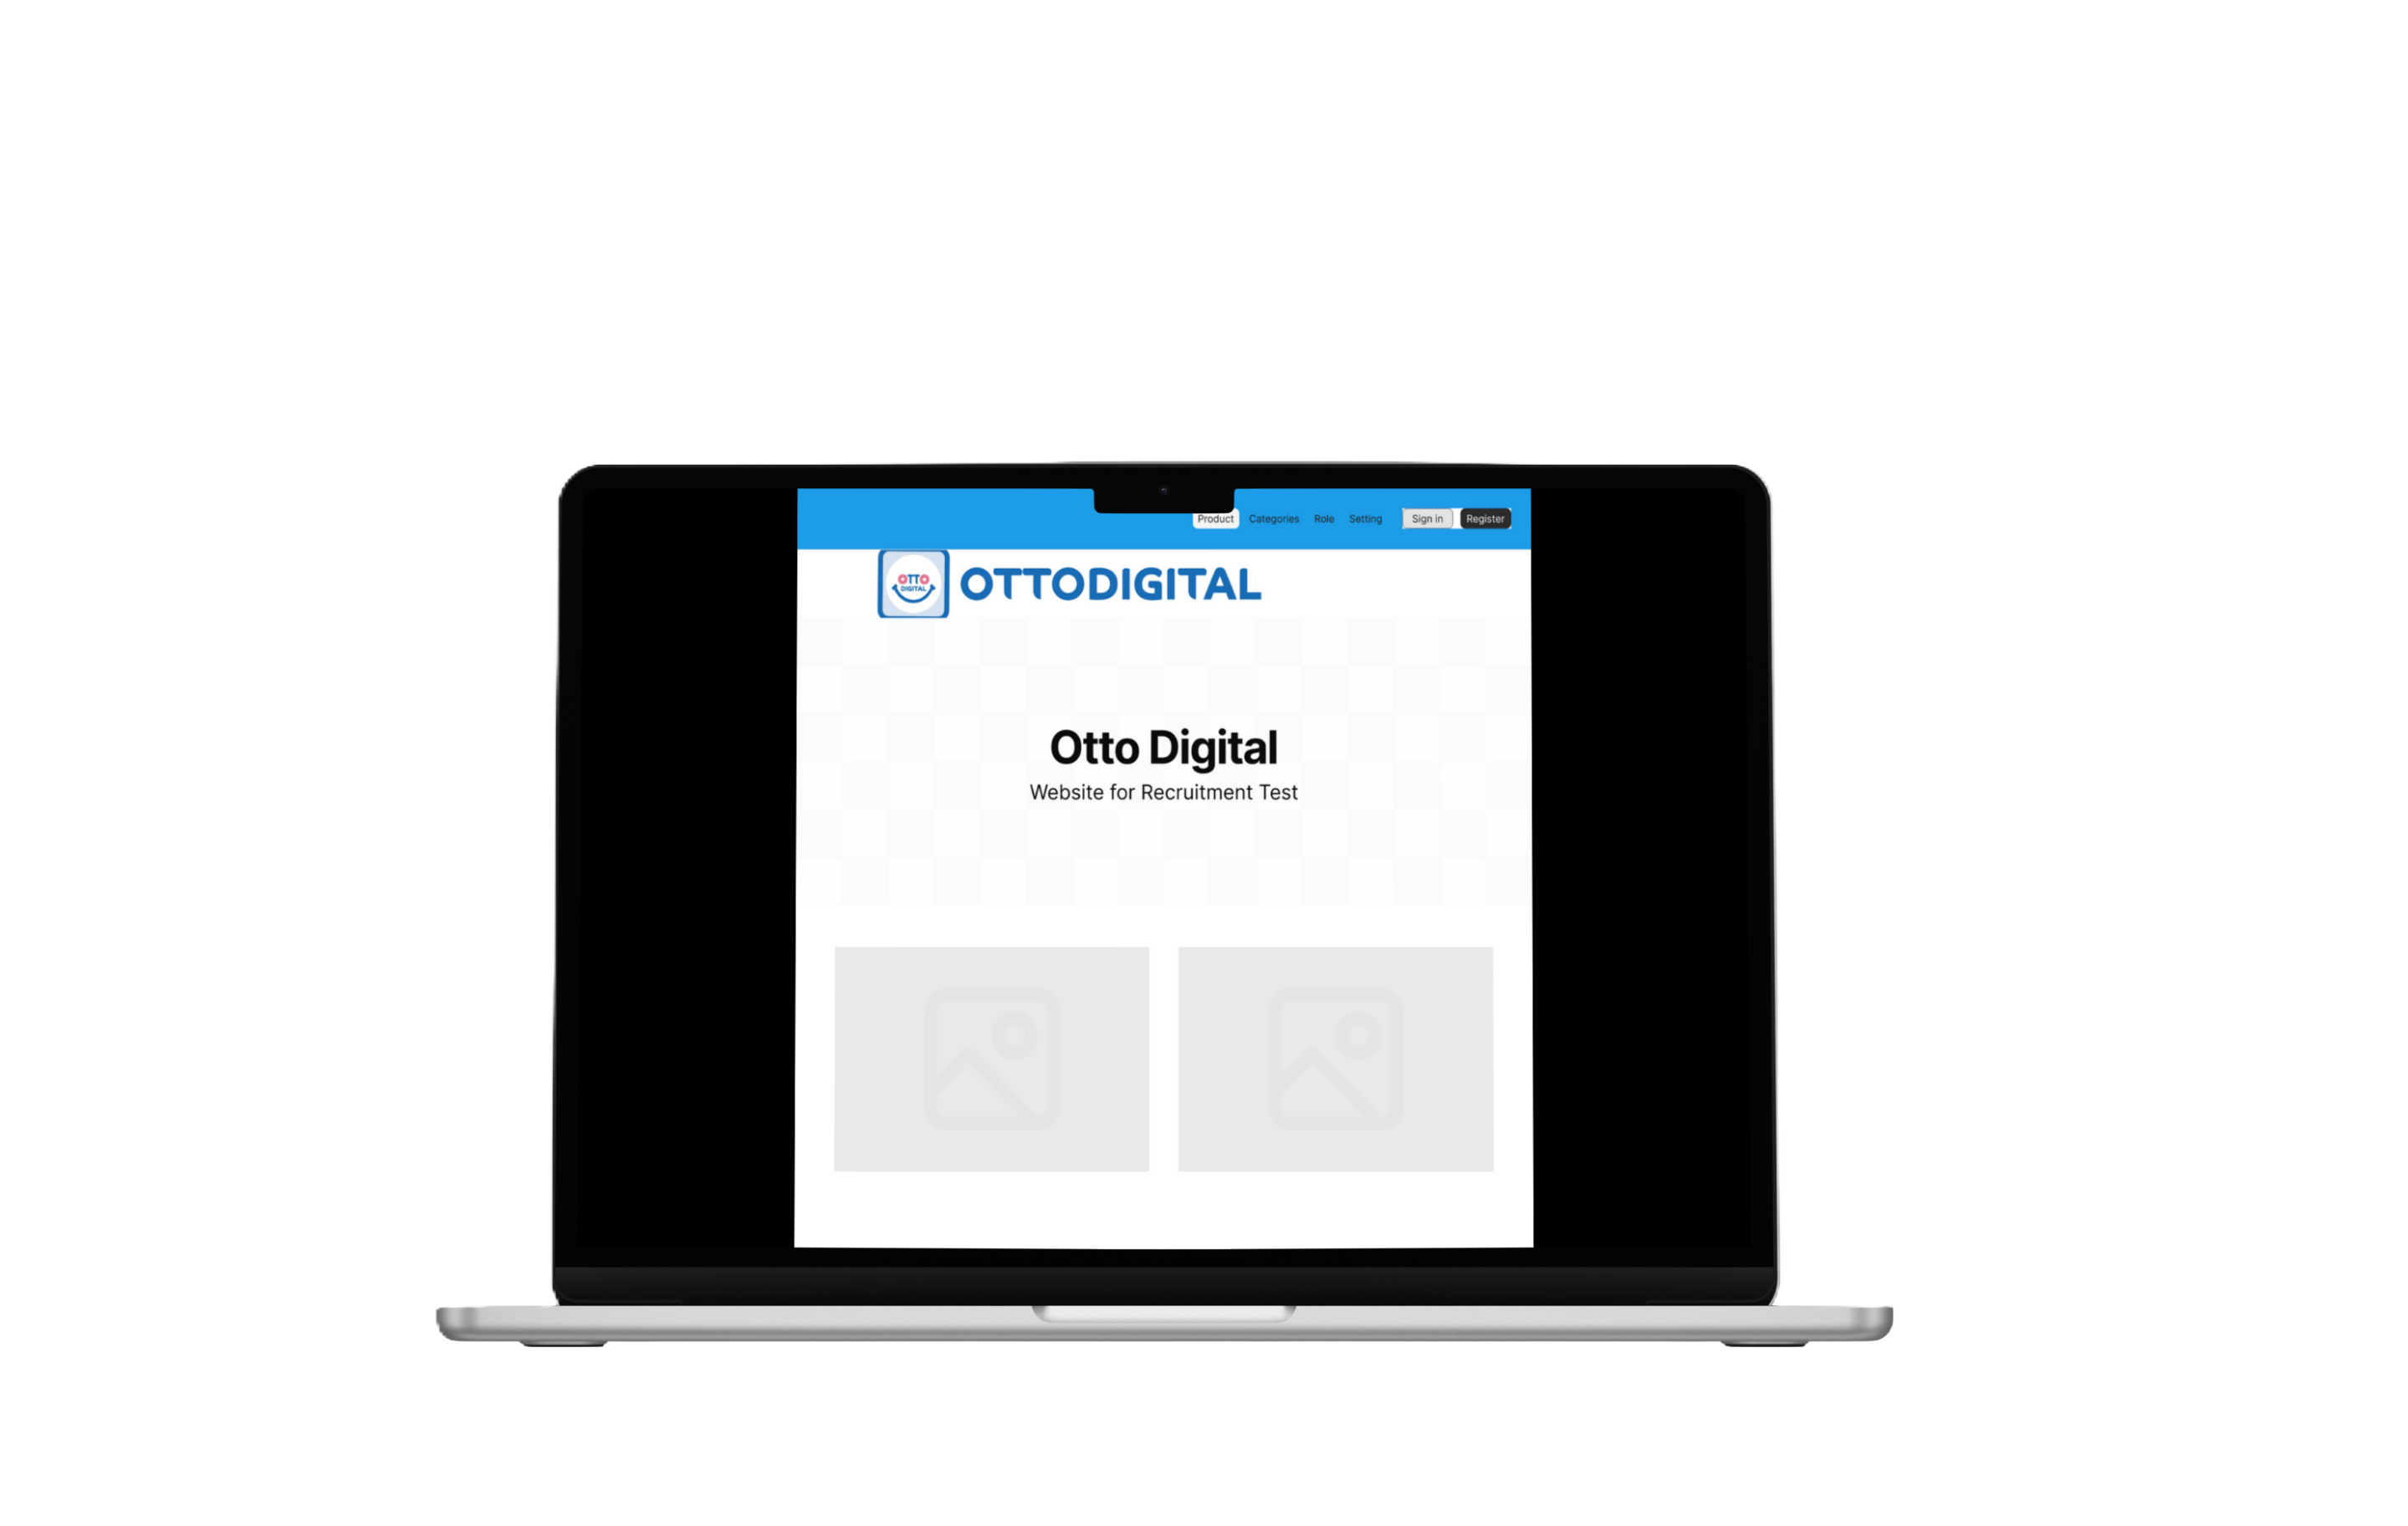 Product Categories Role Setting Sign in Register
OTTO
DIGITAL
OTTODIGITAL
Otto Digital
Website for Recruitment Test